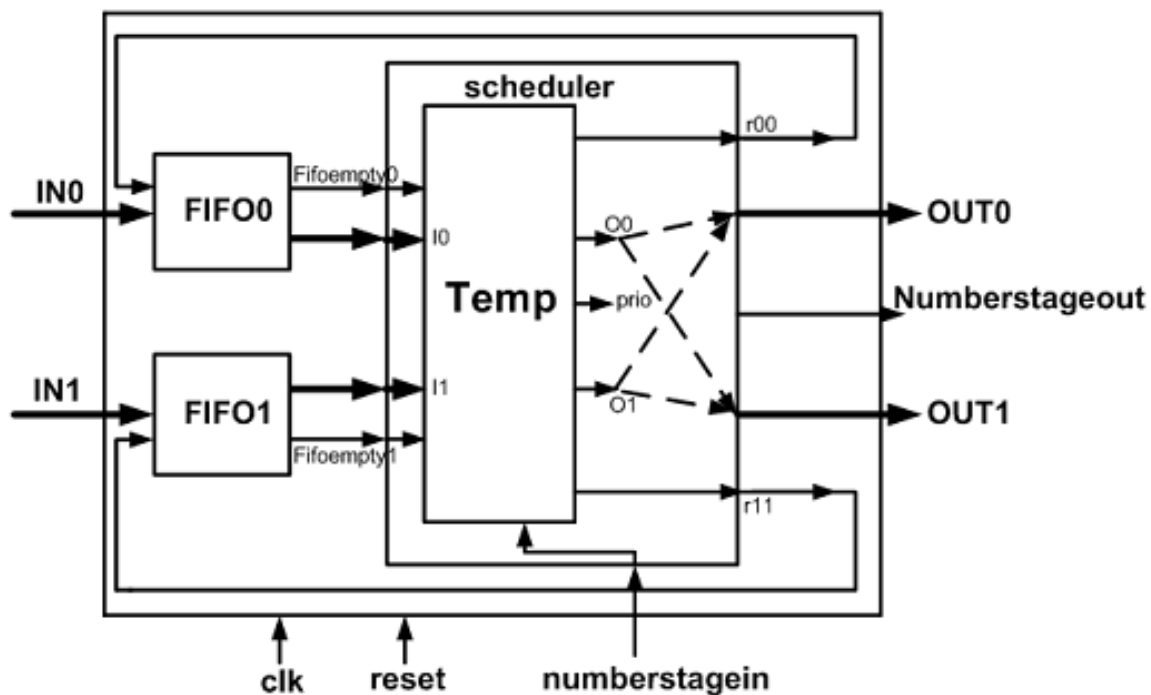 scheduler
r00
Fifoempty0
IN0
FIFO0
OUT0
I0
O0
Temp
prio
Numberstageout
IN1
FIFO1
I1
O1
OUT1
Fifoempty1
r11
clk
reset
numberstagein